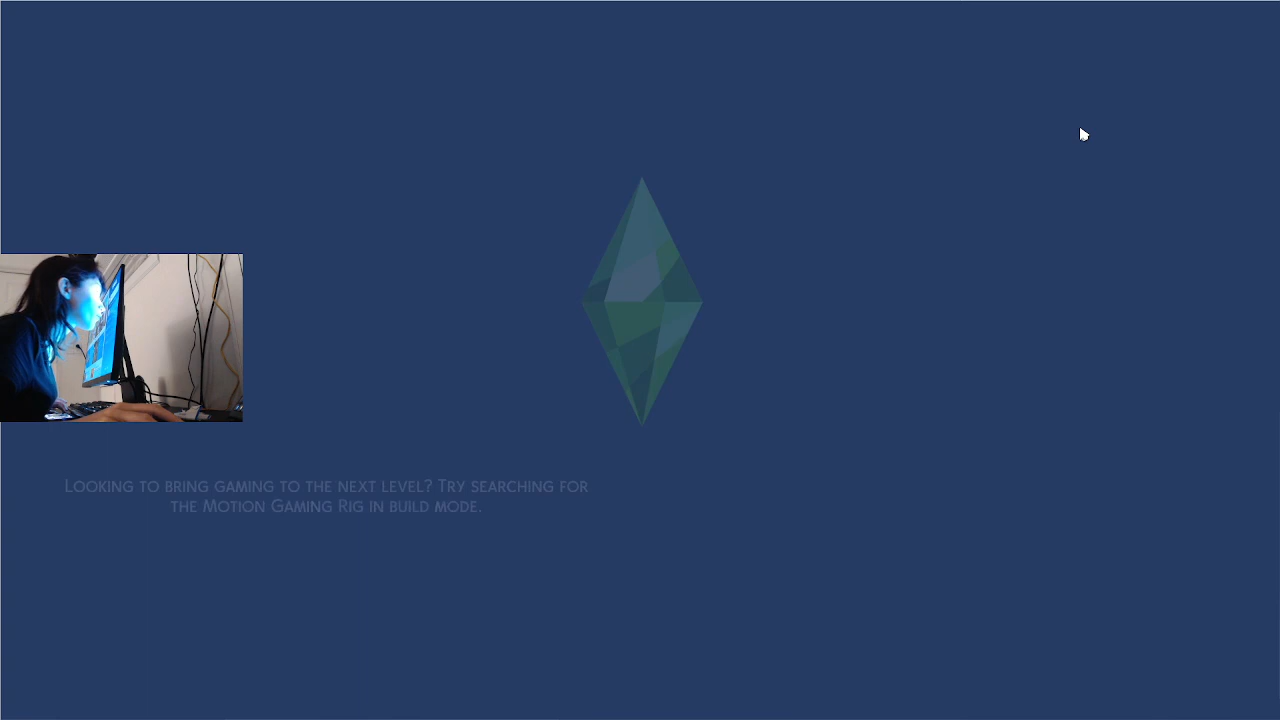 Looking to bring gaming to the next level? Try searching for
the Motion Gaming Rig in build mode.